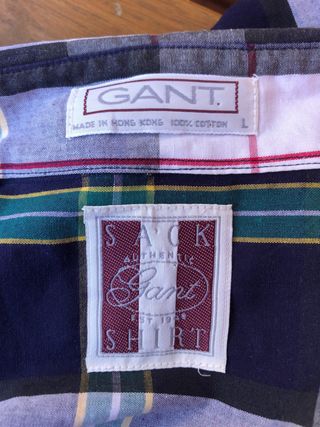 GANT.
MADE IN HONG KONG 100% COTTON L
SACK
AUTHENTIC
Gant
EST 1949
SHIRT